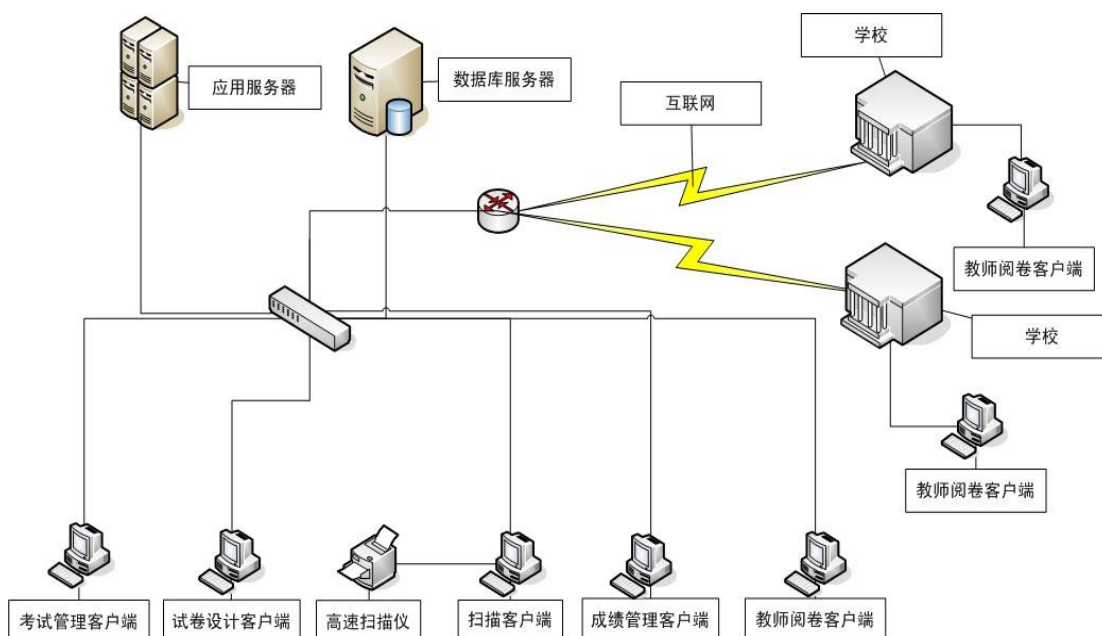 学校
应用服务器
数据库服务器
互联网
教师阅卷客户端
学校
教师阅卷客户端
考试管理客户端
试卷设计客户端
高速扫描仪
扫描客户端
成绩管理客户端
教师阅卷客户端